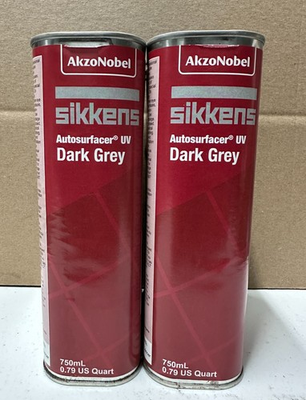 AkzoNobel
sikkens
Autosurfacer® UV
Dark Grey
750mL
0.79 US Quart
AkzoNobel
sikkens
Autosurfacer® UV
Dark Grey
750mL
0.79 US Quart